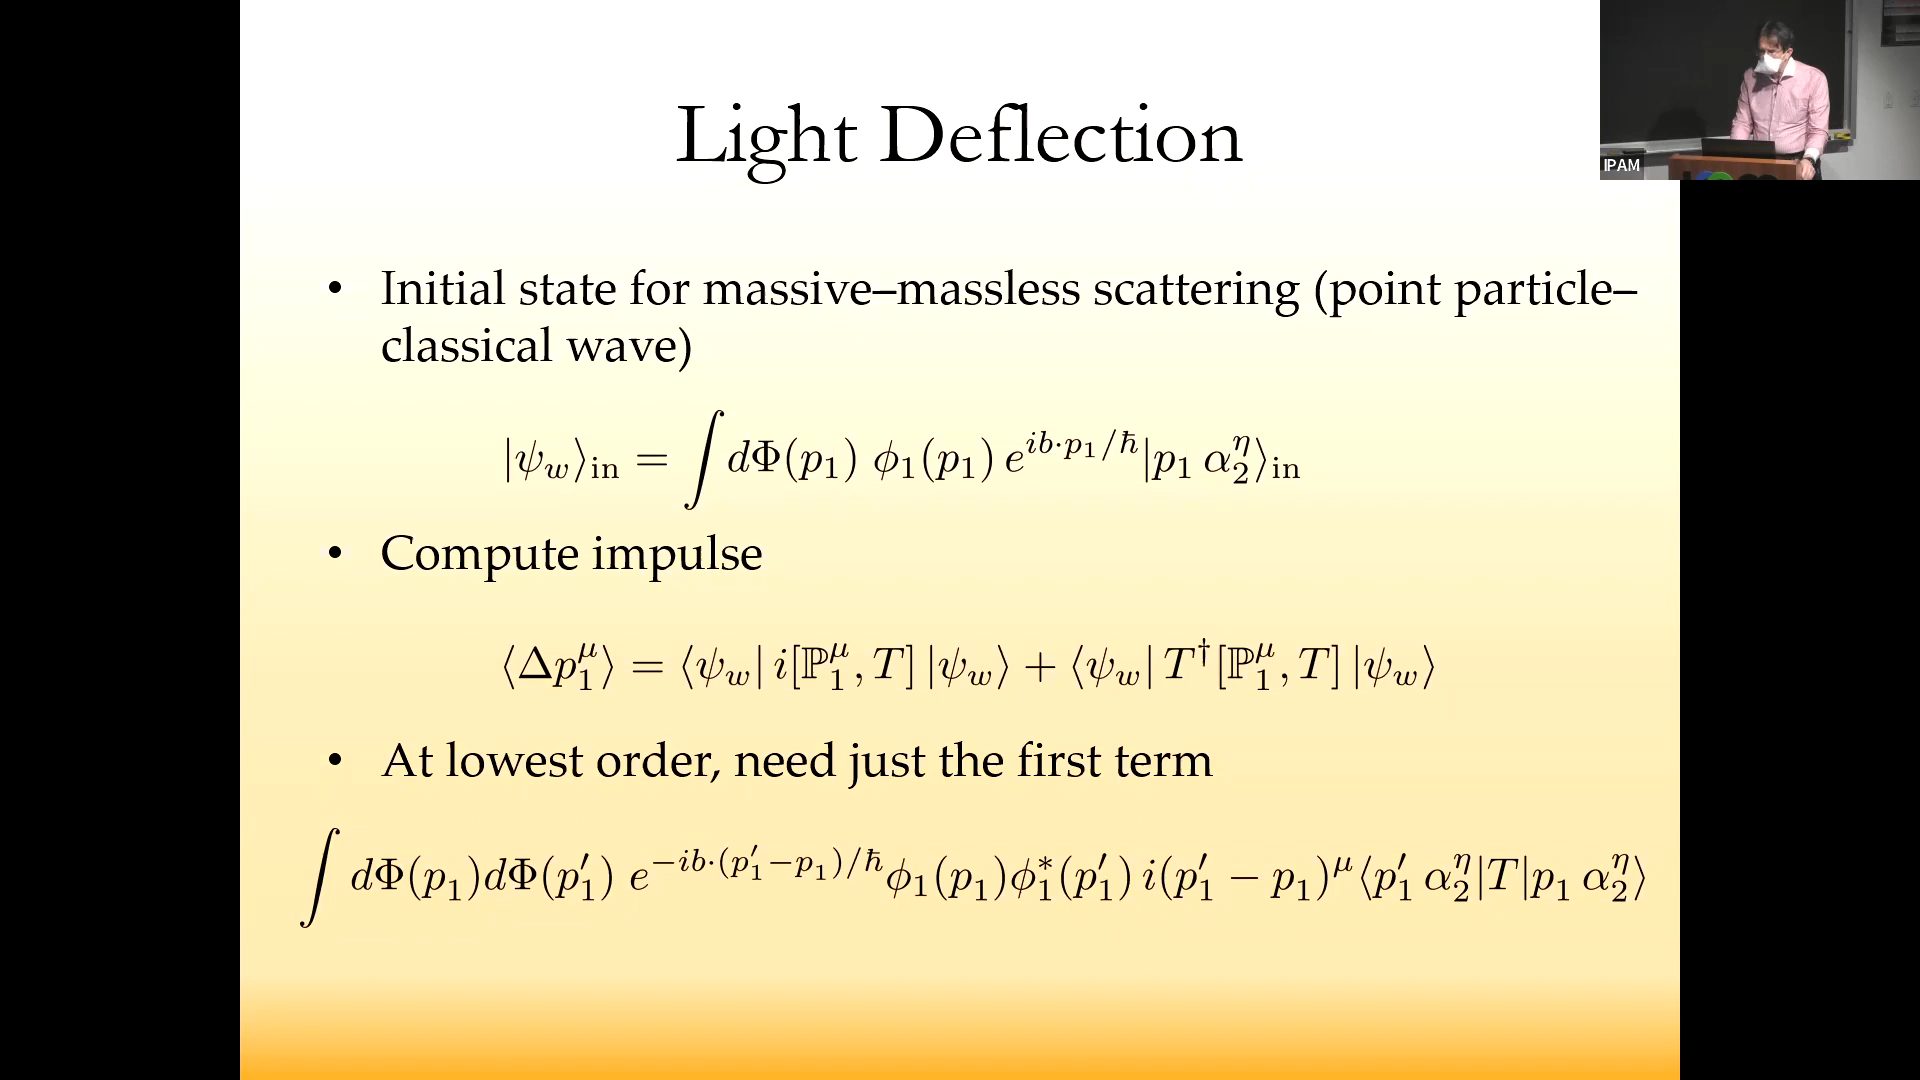 Light Deflection
IPAM
• Initial state for massive–massless scattering (point particle–
classical wave)
|ψ_w⟩_in = ∫ dΦ(p_1) ϕ_1(p_1) e^{ib·p_1/ℏ} |p_1 α_2^η⟩_in
• Compute impulse
⟨Δp_1^μ⟩ = ⟨ψ_w| i[ℙ_1^μ, T] |ψ_w⟩ + ⟨ψ_w| T^† [ℙ_1^μ, T] |ψ_w⟩
• At lowest order, need just the first term
∫ dΦ(p_1)dΦ(p_1′) e^{−ib·(p_1′−p_1)/ℏ} ϕ_1(p_1)ϕ_1^*(p_1′) i(p_1′ − p_1)^μ ⟨p_1′ α_2^η|T|p_1 α_2^η⟩